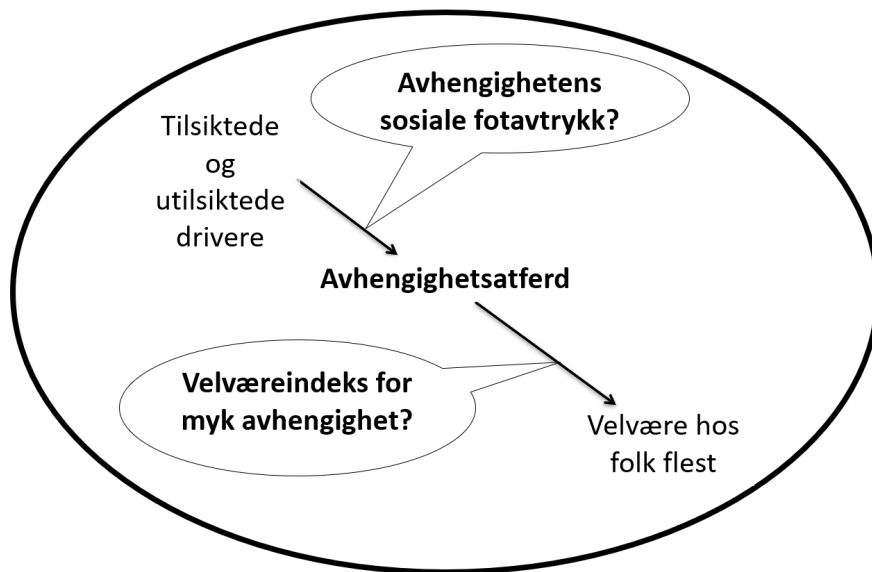 Avhengighetens
sosiale fotavtrykk?
Tilsiktede
og
utilsiktede
drivere
Avhengighetsatferd
Velværeindeks for
myk avhengighet?
Velvære hos
folk flest